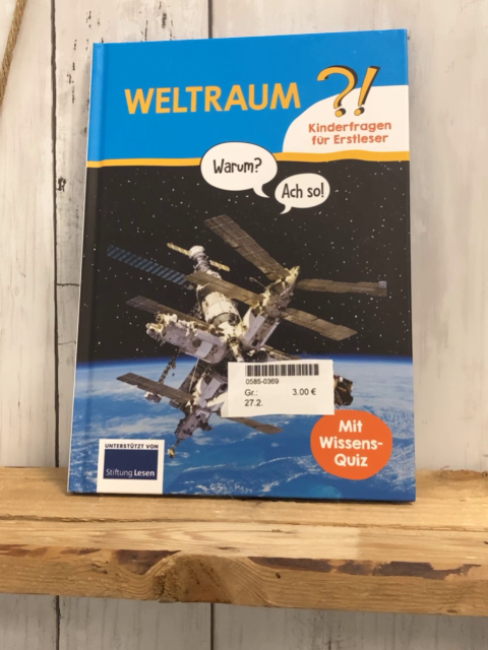 WELTRAUM ?!
Kinderfragen
für Erstleser
Warum?
Ach so!
0585-0369
Gr.: 3.00 €
27.2.
Mit
Wissens-
Quiz
UNTERSTÜTZT VON
Stiftung Lesen